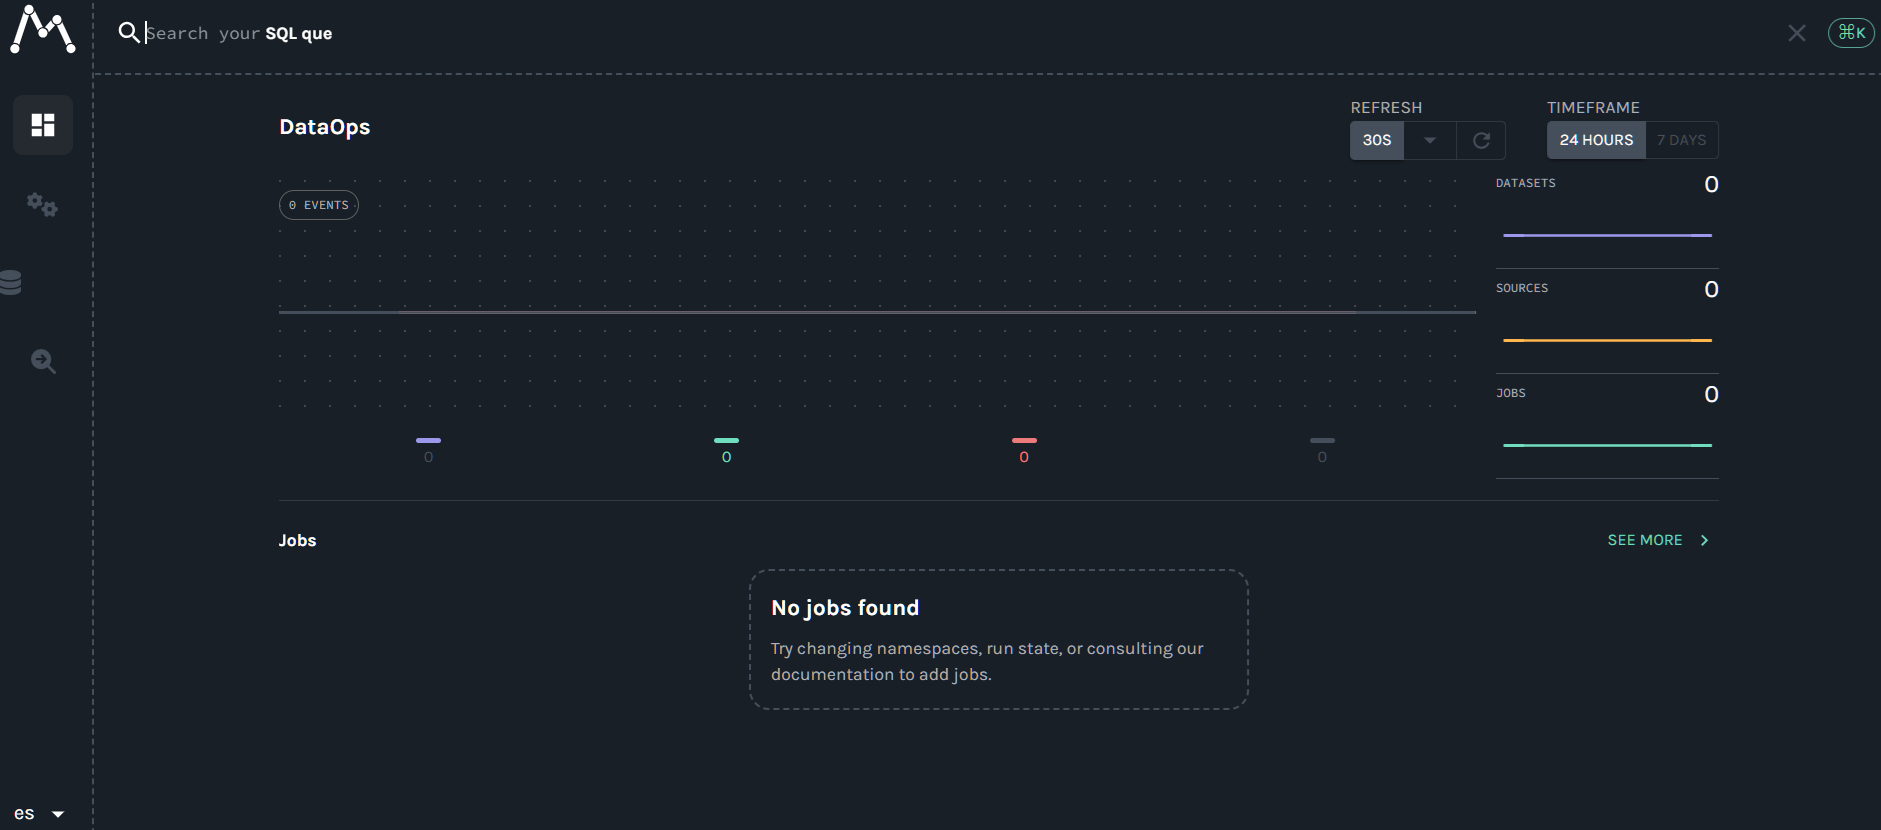 Search your SQL que
⌘K
DataOps
REFRESH
30S
TIMEFRAME
24 HOURS
7 DAYS
0 EVENTS
DATASETS
0
SOURCES
0
JOBS
0
0
0
0
0
Jobs
SEE MORE
No jobs found
Try changing namespaces, run state, or consulting our
documentation to add jobs.
es